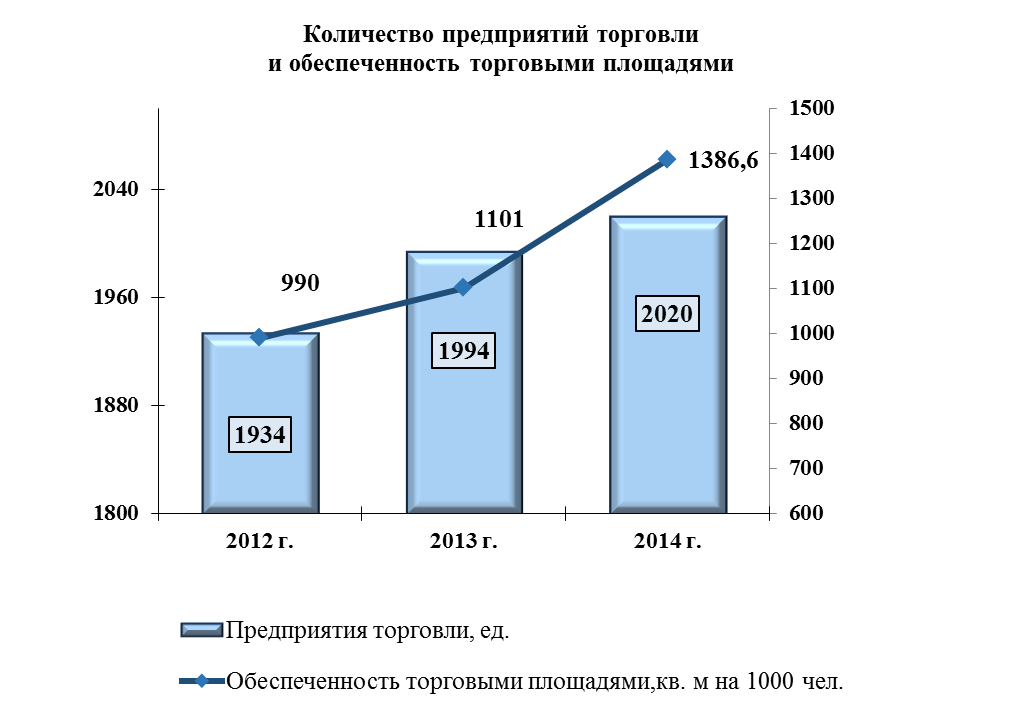 Количество предприятий торговли
и обеспеченность торговыми площадями
1500
1400
1386,6
2040
1300
1101
1200
990
1960
1100
2020
1000
1994
900
1880
1934
800
700
1800
600
2012 г.
2013 г.
2014 г.
Предприятия торговли, ед.
Обеспеченность торговыми площадями,кв. м на 1000 чел.